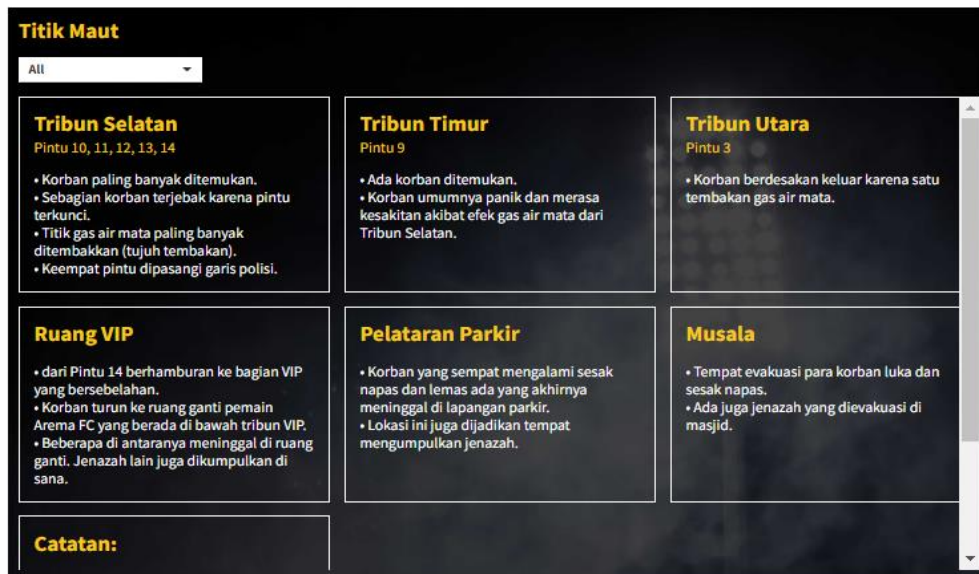 Titik Maut
All
Tribun Selatan
Pintu 10, 11, 12, 13, 14
• Korban paling banyak ditemukan.
• Sebagian korban terjebak karena pintu
terkunci.
• Titik gas air mata paling banyak
ditembakkan (tujuh tembakan).
• Keempat pintu dipasangi garis polisi.
Tribun Timur
Pintu 9
• Ada korban ditemukan.
• Korban umumnya panik dan merasa
kesakitan akibat efek gas air mata dari
Tribun Selatan.
Tribun Utara
Pintu 3
• Korban berdesakan keluar karena satu
tembakan gas air mata.
Ruang VIP
• dari Pintu 14 berhamburan ke bagian VIP
yang bersebelahan.
• Korban turun ke ruang ganti pemain
Arema FC yang berada di bawah tribun VIP.
• Beberapa di antaranya meninggal di ruang
ganti. Jenazah lain juga dikumpulkan di
sana.
Pelataran Parkir
• Korban yang sempat mengalami sesak
napas dan lemas ada yang akhirnya
meninggal di lapangan parkir.
• Lokasi ini juga dijadikan tempat
mengumpulkan jenazah.
Musala
• Tempat evakuasi para korban luka dan
sesak napas.
• Ada juga jenazah yang dievakuasi di
masjid.
Catatan: